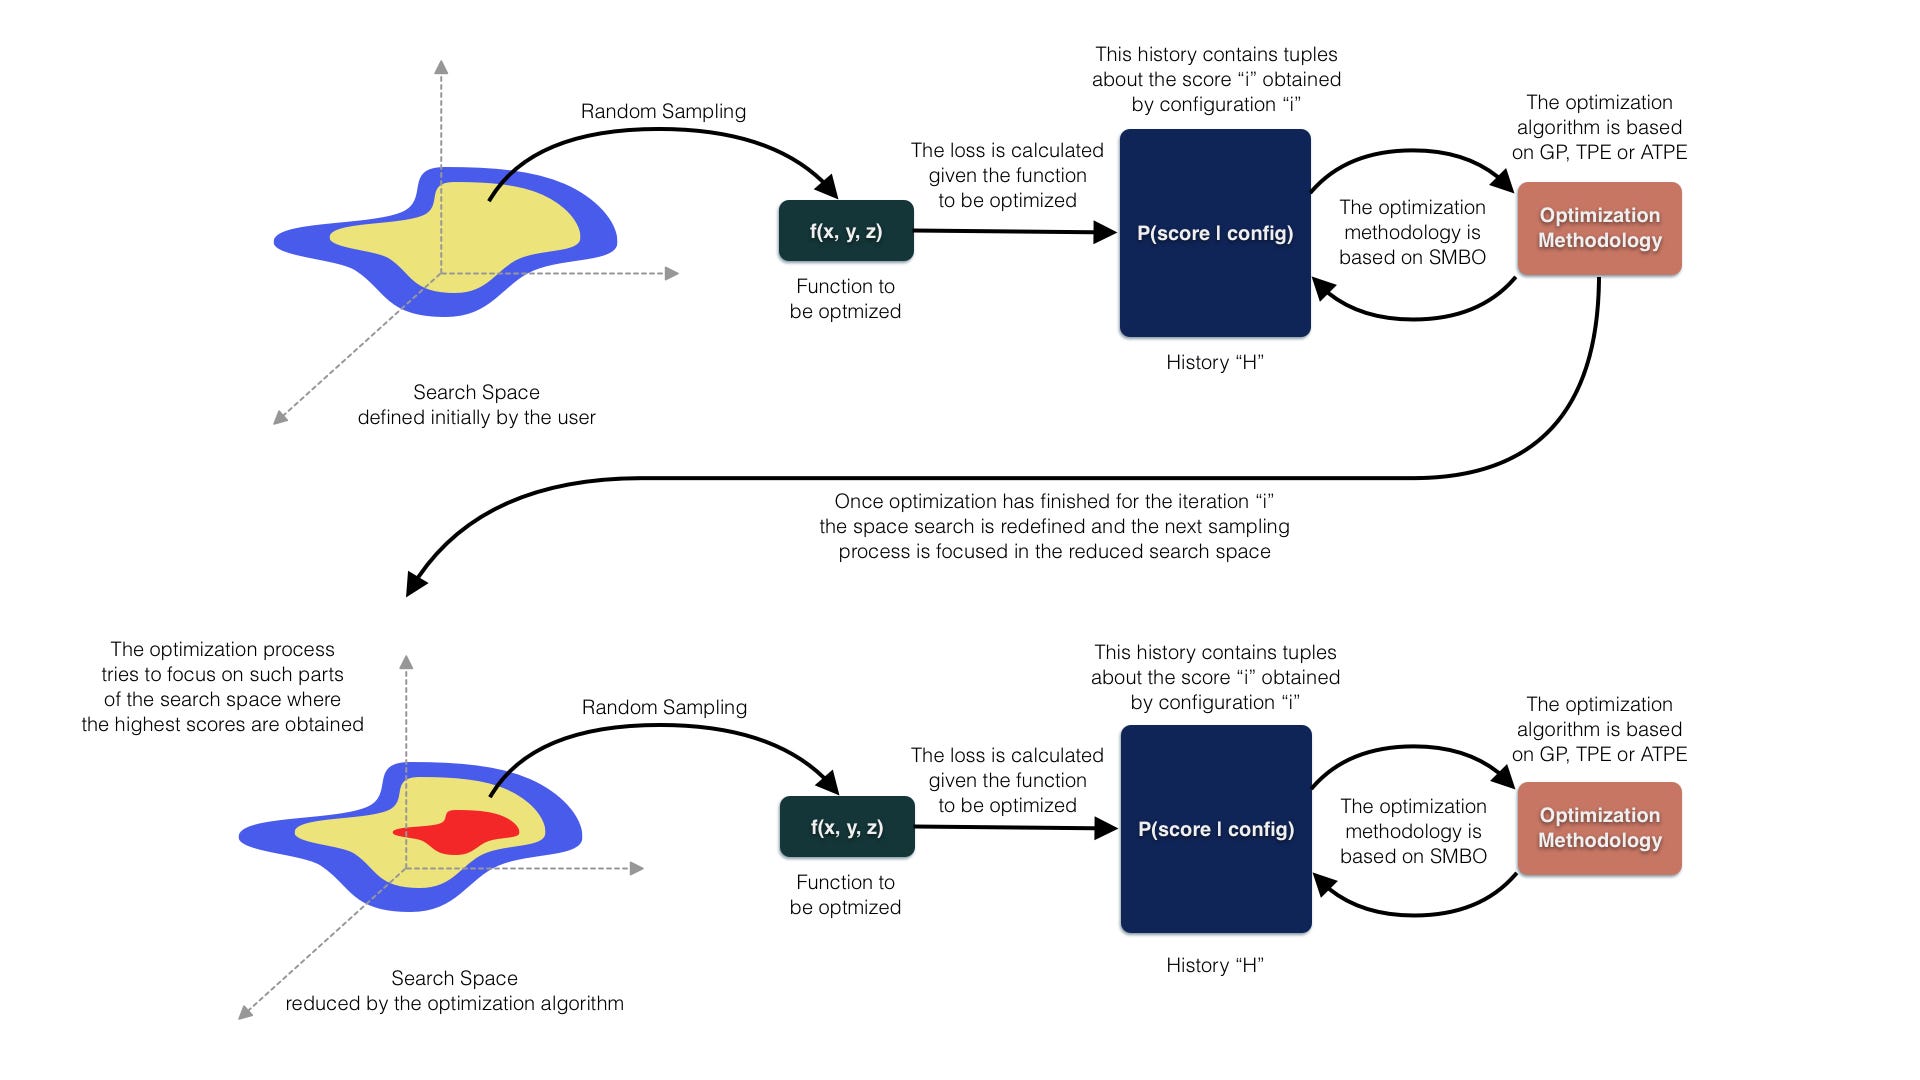 This history contains tuples
about the score “i” obtained
by configuration “i”
The optimization
algorithm is based
on GP, TPE or ATPE
Random Sampling
The loss is calculated
given the function
to be optimized
f(x, y, z)
P(score | config)
The optimization
methodology is
based on SMBO
Optimization
Methodology
Function to
be optmized
History “H”
Search Space
defined initially by the user
Once optimization has finished for the iteration “i”
the space search is redefined and the next sampling
process is focused in the reduced search space
The optimization process
tries to focus on such parts
of the search space where
the highest scores are obtained
This history contains tuples
about the score “i” obtained
by configuration “i”
The optimization
algorithm is based
on GP, TPE or ATPE
Random Sampling
The loss is calculated
given the function
to be optimized
f(x, y, z)
P(score | config)
The optimization
methodology is
based on SMBO
Optimization
Methodology
Function to
be optmized
History “H”
Search Space
reduced by the optimization algorithm